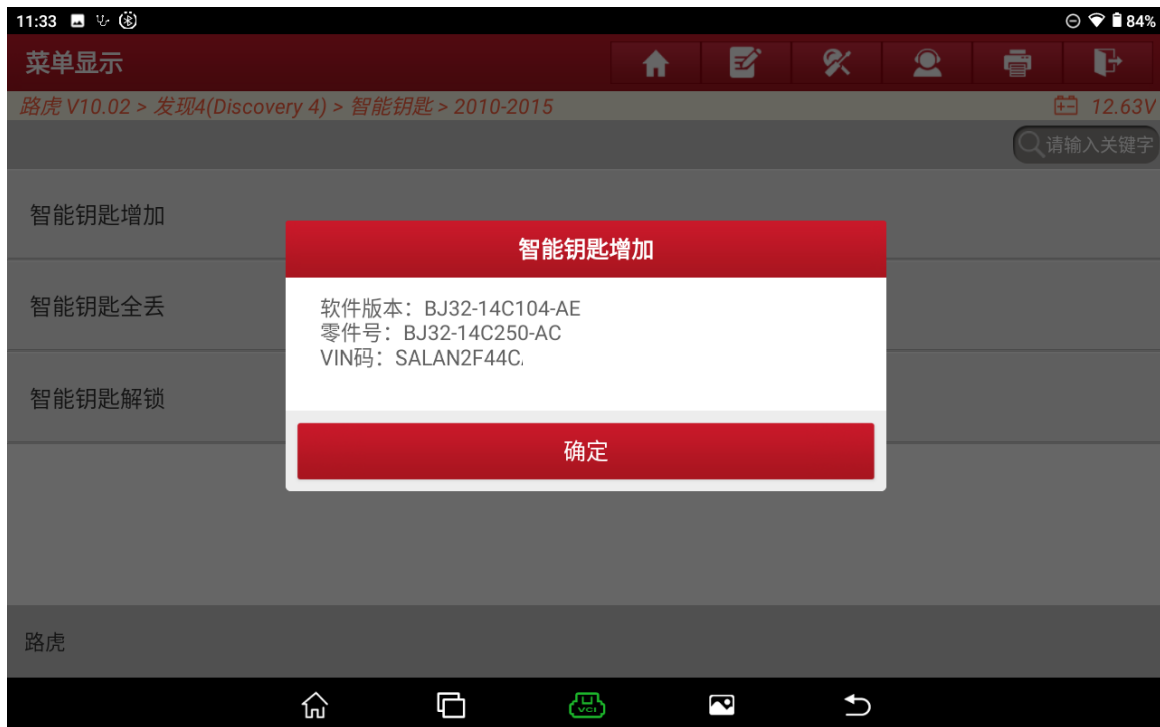 11:33
84%
菜单显示
路虎 V10.02 > 发现4(Discovery 4) > 智能钥匙 > 2010-2015
12.63V
请输入关键字
智能钥匙增加
智能钥匙增加
软件版本：BJ32-14C104-AE
零件号：BJ32-14C250-AC
VIN码：SALAN2F44C
确定
智能钥匙全丢
智能钥匙解锁
路虎
VCI